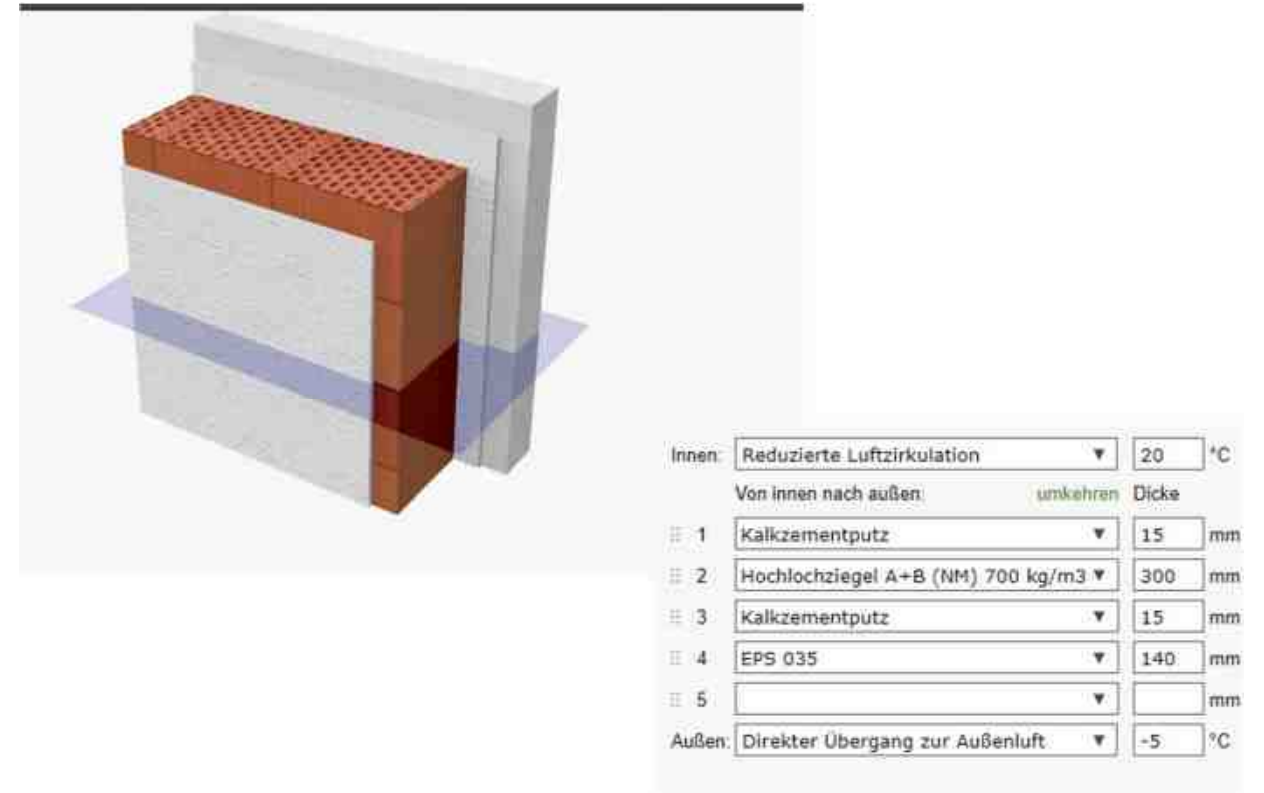 Innen: Reduzierte Luftzirkulation ▼ 20 °C
Von innen nach außen: umkehren Dicke
1 Kalkzementputz ▼ 15 mm
2 Hochlochziegel A+B (NM) 700 kg/m3 ▼ 300 mm
3 Kalkzementputz ▼ 15 mm
4 EPS 035 ▼ 140 mm
5 ▼ mm
Außen: Direkter Übergang zur Außenluft ▼ -5 °C